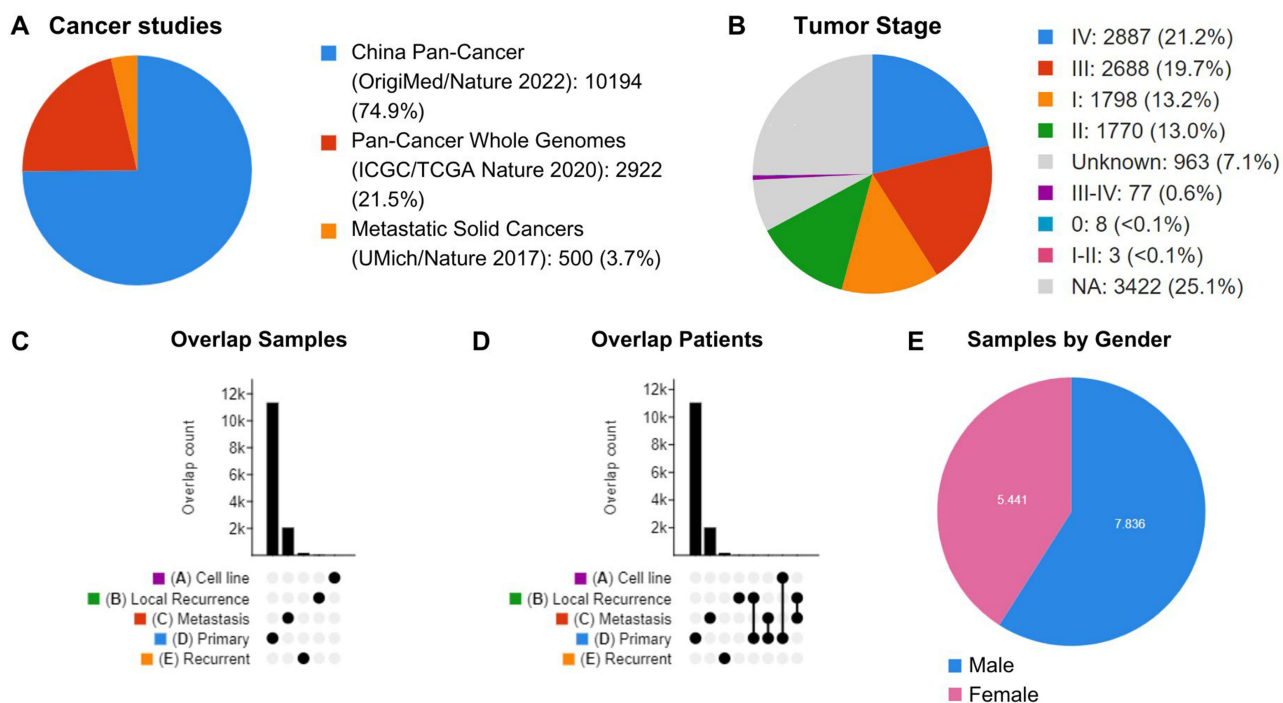 A Cancer studies
China Pan-Cancer
(OrigiMed/Nature 2022): 10194
(74.9%)
Pan-Cancer Whole Genomes
(ICGC/TCGA Nature 2020): 2922
(21.5%)
Metastatic Solid Cancers
(UMich/Nature 2017): 500 (3.7%)
B Tumor Stage
IV: 2887 (21.2%)
III: 2688 (19.7%)
I: 1798 (13.2%)
II: 1770 (13.0%)
Unknown: 963 (7.1%)
III-IV: 77 (0.6%)
0: 8 (<0.1%)
I-II: 3 (<0.1%)
NA: 3422 (25.1%)
C Overlap Samples
Overlap count
12k
10k
8k
6k
4k
2k
(A) Cell line
(B) Local Recurrence
(C) Metastasis
(D) Primary
(E) Recurrent
D Overlap Patients
Overlap count
12k
10k
8k
6k
4k
2k
(A) Cell line
(B) Local Recurrence
(C) Metastasis
(D) Primary
(E) Recurrent
E Samples by Gender
5.441
7.836
Male
Female